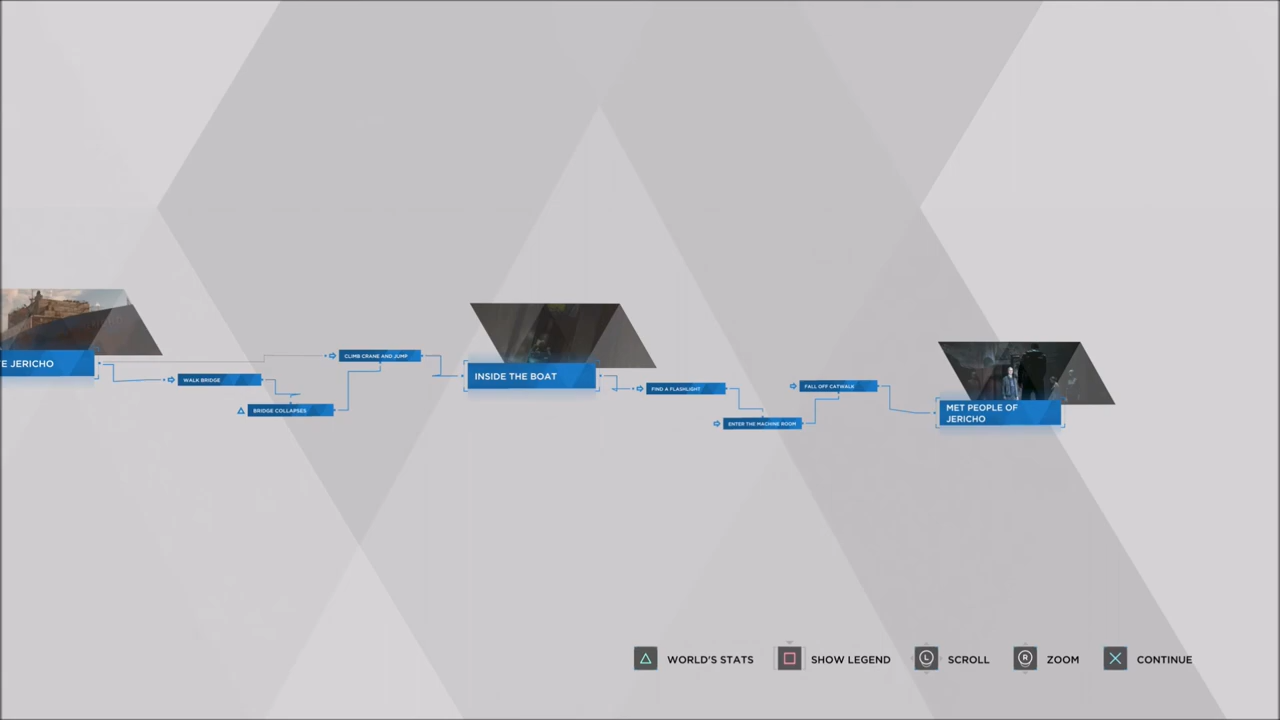 E JERICHO
WALK BRIDGE
BRIDGE COLLAPSES
CLIMB CRANE AND JUMP
INSIDE THE BOAT
FIND A FLASHLIGHT
ENTER THE MACHINE ROOM
FALL OFF CATWALK
MET PEOPLE OF
JERICHO
WORLD'S STATS
SHOW LEGEND
L
SCROLL
R
ZOOM
CONTINUE